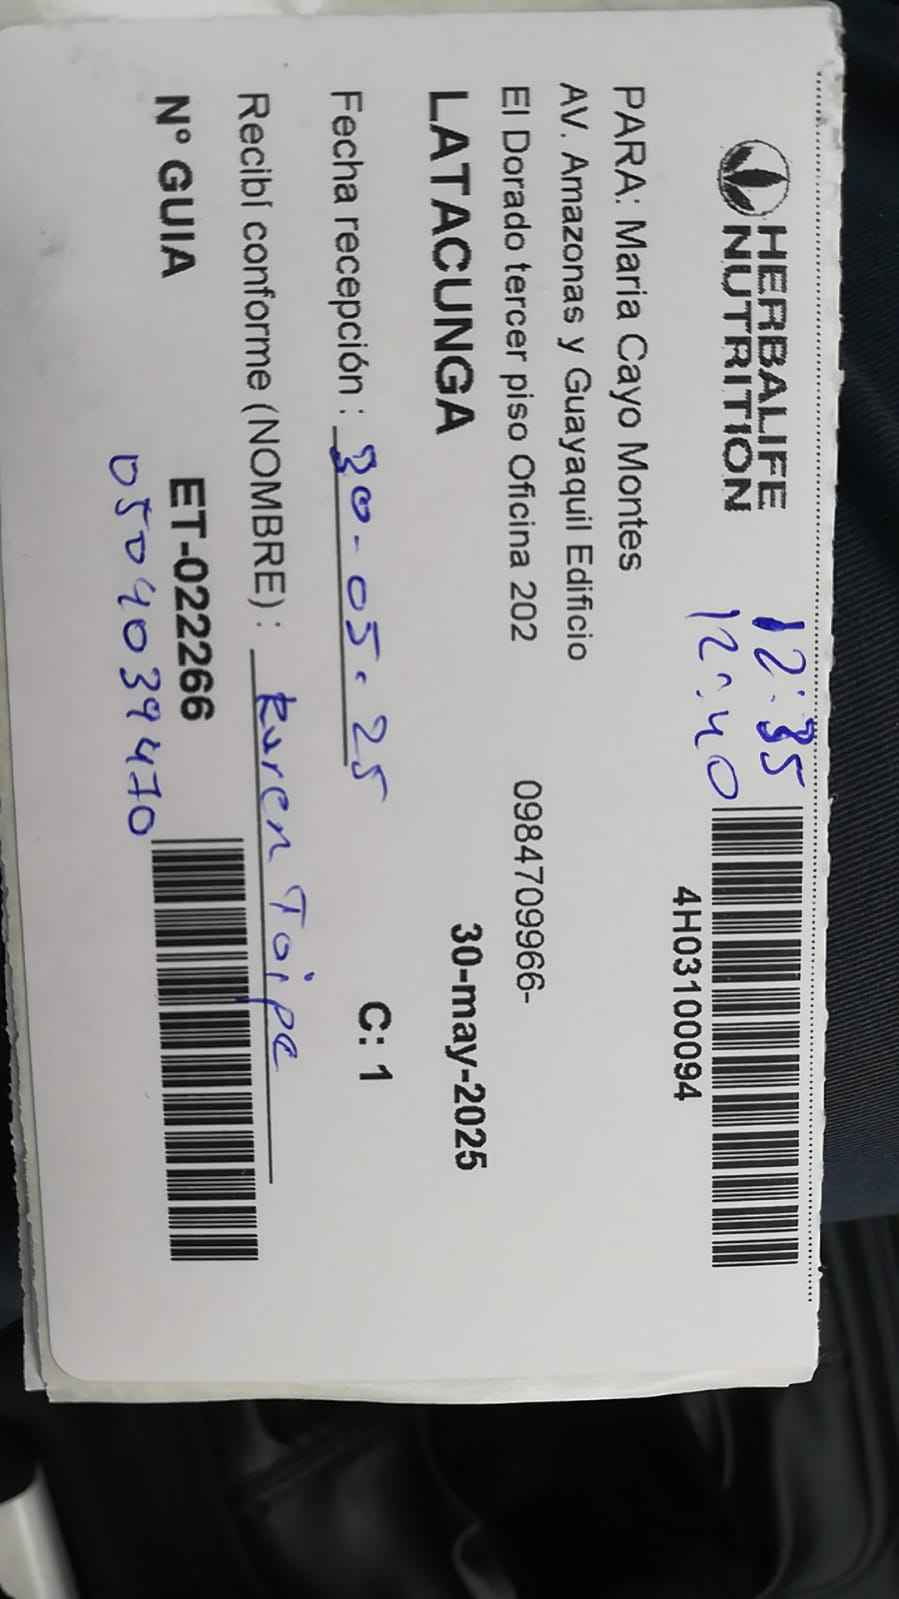 HERBALIFE
NUTRITION
12:35
12:40
4H03100094
PARA: Maria Cayo Montes
AV. Amazonas y Guayaquil Edificio
El Dorado tercer piso Oficina 202
0984709966-
LATACUNGA
30-may-2025
Fecha recepción : 30-05-25
C: 1
Recibí conforme (NOMBRE) : Karen Toipe
N° GUIA
ET-022266
0504039470